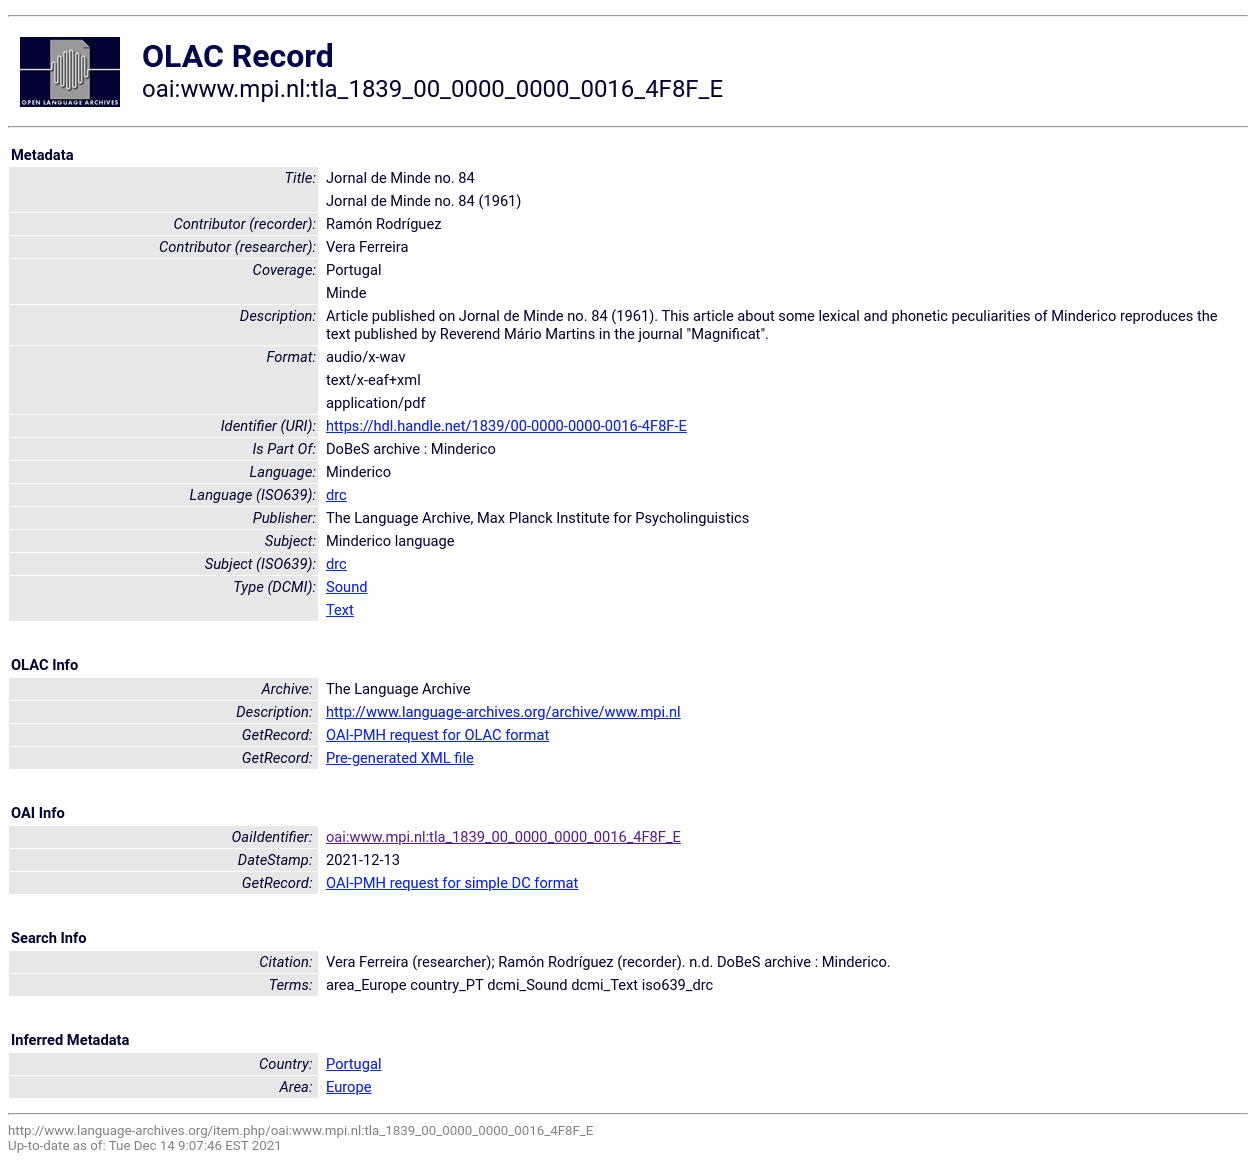 OPEN LANGUAGE ARCHIVES
OLAC Record
oai:www.mpi.nl:tla_1839_00_0000_0000_0016_4F8F_E
Metadata
Title: Jornal de Minde no. 84
Jornal de Minde no. 84 (1961)
Contributor (recorder): Ramón Rodríguez
Contributor (researcher): Vera Ferreira
Coverage: Portugal
Minde
Description: Article published on Jornal de Minde no. 84 (1961). This article about some lexical and phonetic peculiarities of Minderico reproduces the
text published by Reverend Mário Martins in the journal "Magnificat".
Format: audio/x-wav
text/x-eaf+xml
application/pdf
Identifier (URI): https://hdl.handle.net/1839/00-0000-0000-0016-4F8F-E
Is Part Of: DoBeS archive : Minderico
Language: Minderico
Language (ISO639): drc
Publisher: The Language Archive, Max Planck Institute for Psycholinguistics
Subject: Minderico language
Subject (ISO639): drc
Type (DCMI): Sound
Text
OLAC Info
Archive: The Language Archive
Description: http://www.language-archives.org/archive/www.mpi.nl
GetRecord: OAI-PMH request for OLAC format
GetRecord: Pre-generated XML file
OAI Info
OaiIdentifier: oai:www.mpi.nl:tla_1839_00_0000_0000_0016_4F8F_E
DateStamp: 2021-12-13
GetRecord: OAI-PMH request for simple DC format
Search Info
Citation: Vera Ferreira (researcher); Ramón Rodríguez (recorder). n.d. DoBeS archive : Minderico.
Terms: area_Europe country_PT dcmi_Sound dcmi_Text iso639_drc
Inferred Metadata
Country: Portugal
Area: Europe
http://www.language-archives.org/item.php/oai:www.mpi.nl:tla_1839_00_0000_0000_0016_4F8F_E
Up-to-date as of: Tue Dec 14 9:07:46 EST 2021